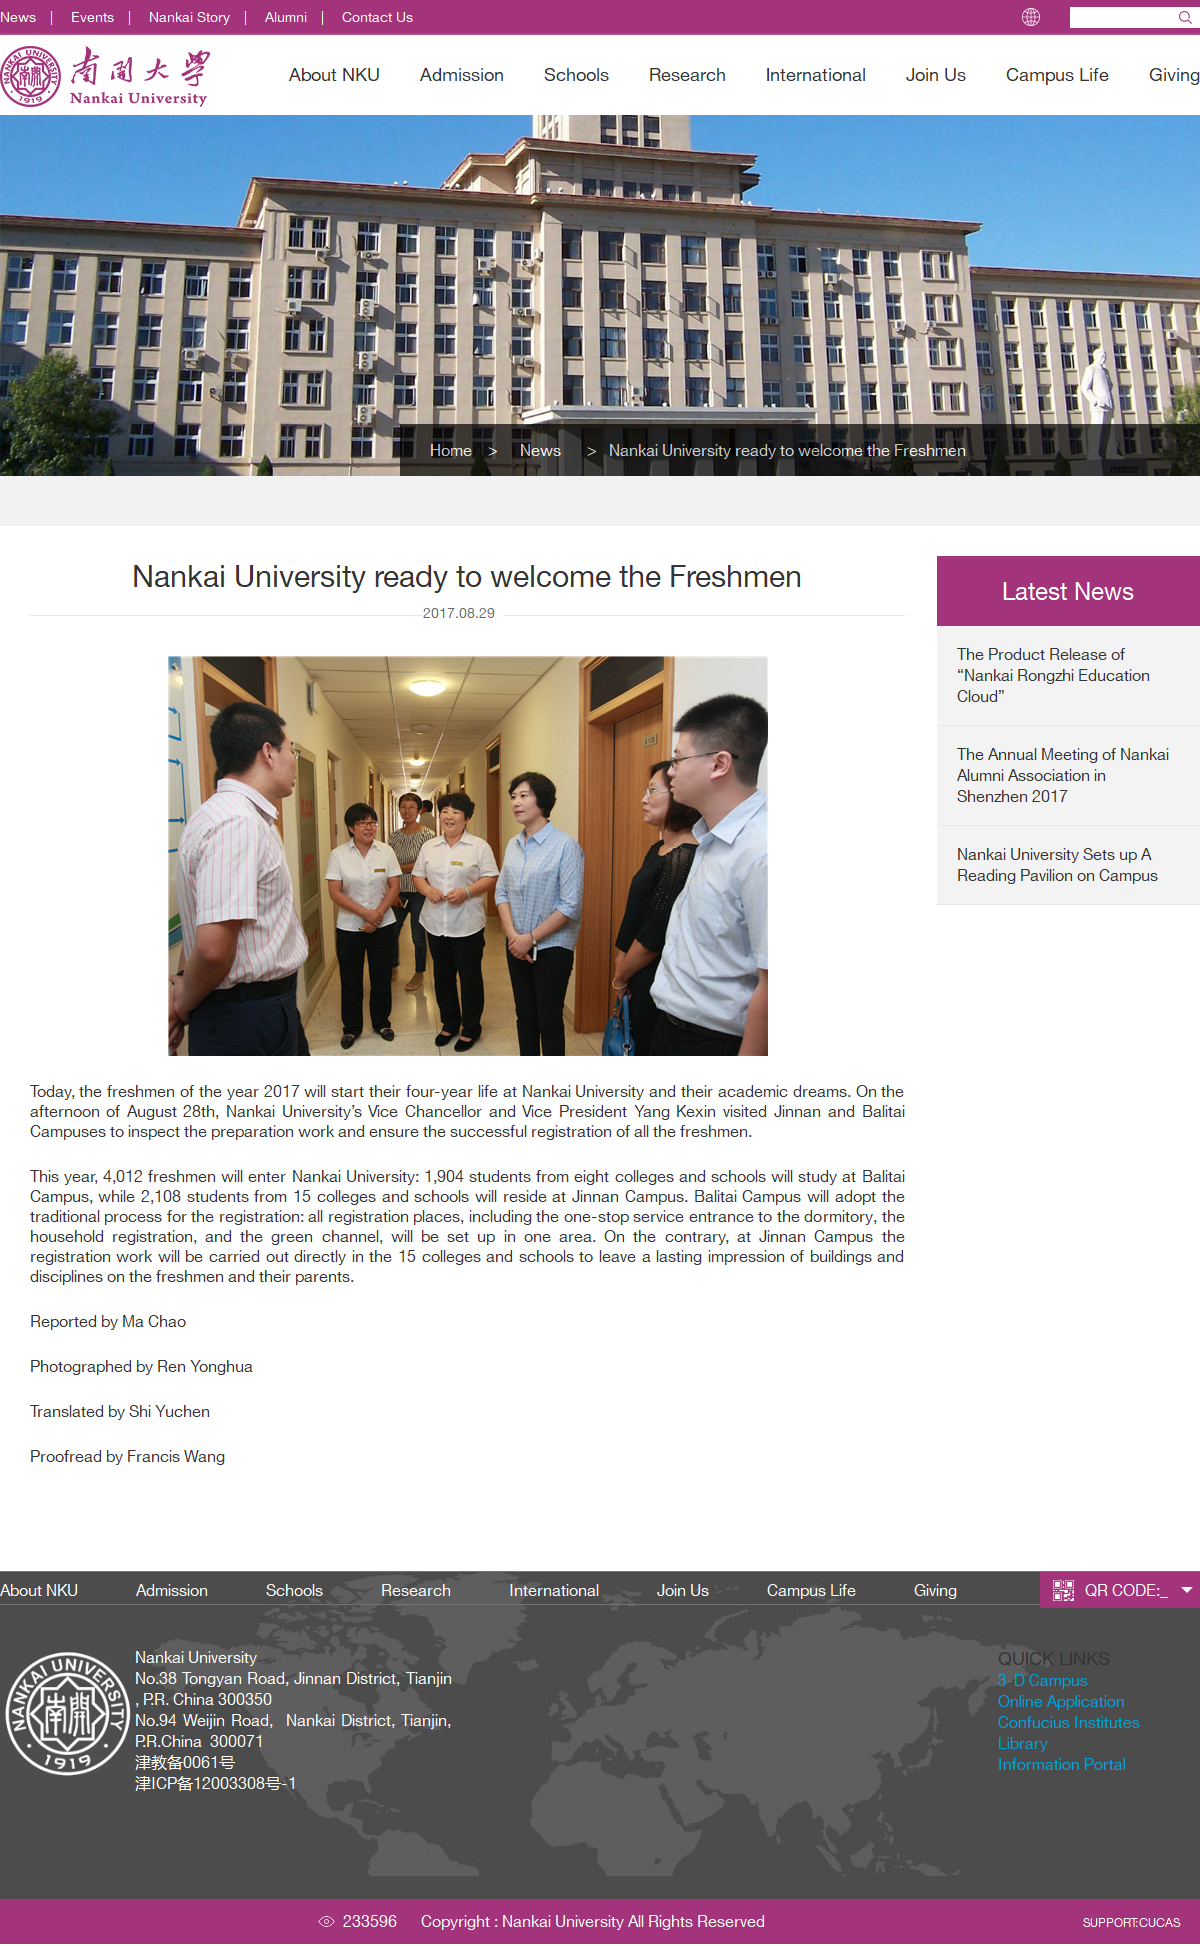 News | Events | Nankai Story | Alumni | Contact Us
南開大學
Nankai University
NANKAI UNIVERSITY
1919
About NKU Admission Schools Research International Join Us Campus Life Giving
Home > News > Nankai University ready to welcome the Freshmen
Nankai University ready to welcome the Freshmen
2017.08.29
Latest News
The Product Release of
“Nankai Rongzhi Education
Cloud”
The Annual Meeting of Nankai
Alumni Association in
Shenzhen 2017
Nankai University Sets up A
Reading Pavilion on Campus
Today, the freshmen of the year 2017 will start their four-year life at Nankai University and their academic dreams. On the
afternoon of August 28th, Nankai University’s Vice Chancellor and Vice President Yang Kexin visited Jinnan and Balitai
Campuses to inspect the preparation work and ensure the successful registration of all the freshmen.
This year, 4,012 freshmen will enter Nankai University: 1,904 students from eight colleges and schools will study at Balitai
Campus, while 2,108 students from 15 colleges and schools will reside at Jinnan Campus. Balitai Campus will adopt the
traditional process for the registration: all registration places, including the one-stop service entrance to the dormitory, the
household registration, and the green channel, will be set up in one area. On the contrary, at Jinnan Campus the
registration work will be carried out directly in the 15 colleges and schools to leave a lasting impression of buildings and
disciplines on the freshmen and their parents.
Reported by Ma Chao
Photographed by Ren Yonghua
Translated by Shi Yuchen
Proofread by Francis Wang
About NKU Admission Schools Research International Join Us Campus Life Giving QR CODE:_
NANKAI UNIVERSITY
南開
1919
Nankai University
No.38 Tongyan Road, Jinnan District, Tianjin
, P.R. China 300350
No.94 Weijin Road, Nankai District, Tianjin,
P.R.China 300071
津教备0061号
津ICP备12003308号-1
QUICK LINKS
3-D Campus
Online Application
Confucius Institutes
Library
Information Portal
233596 Copyright : Nankai University All Rights Reserved
SUPPORT:CUCAS